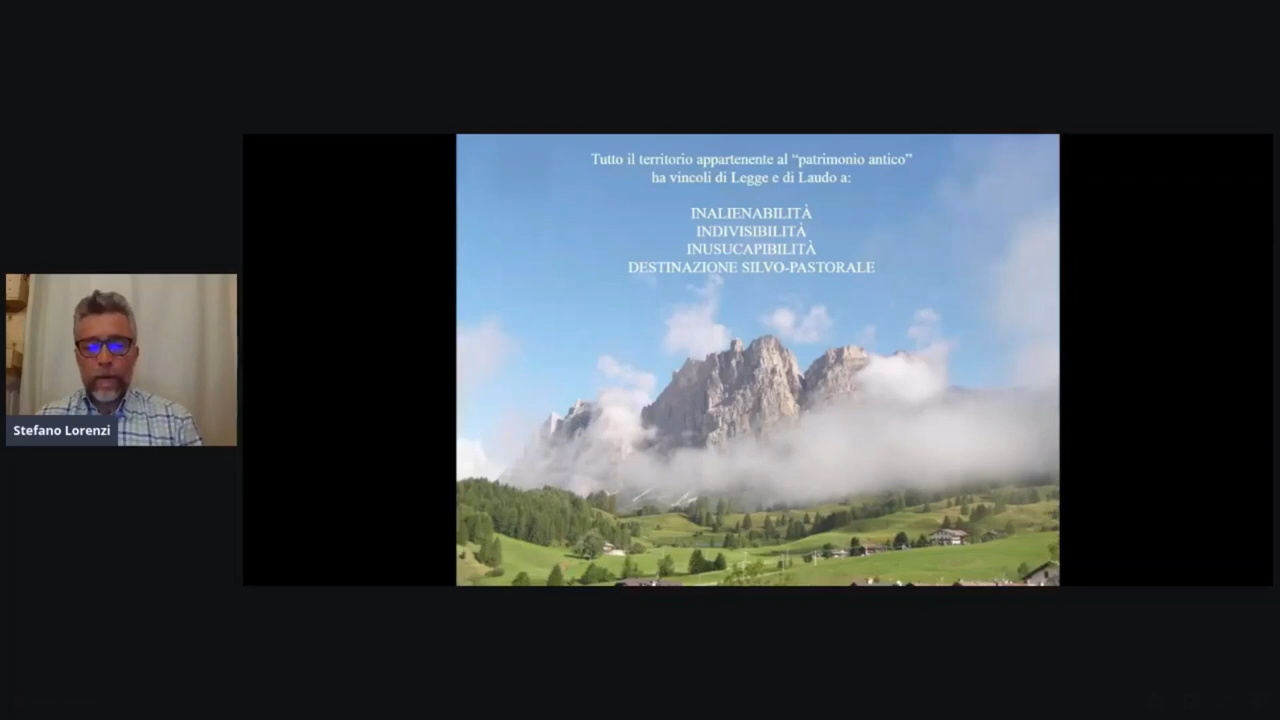 Tutto il territorio appartenente al “patrimonio antico”
ha vincoli di Legge e di Laudo a:
INALIENABILITÀ
INDIVISIBILITÀ
INUSUCAPIBILITÀ
DESTINAZIONE SILVO-PASTORALE
Stefano Lorenzi